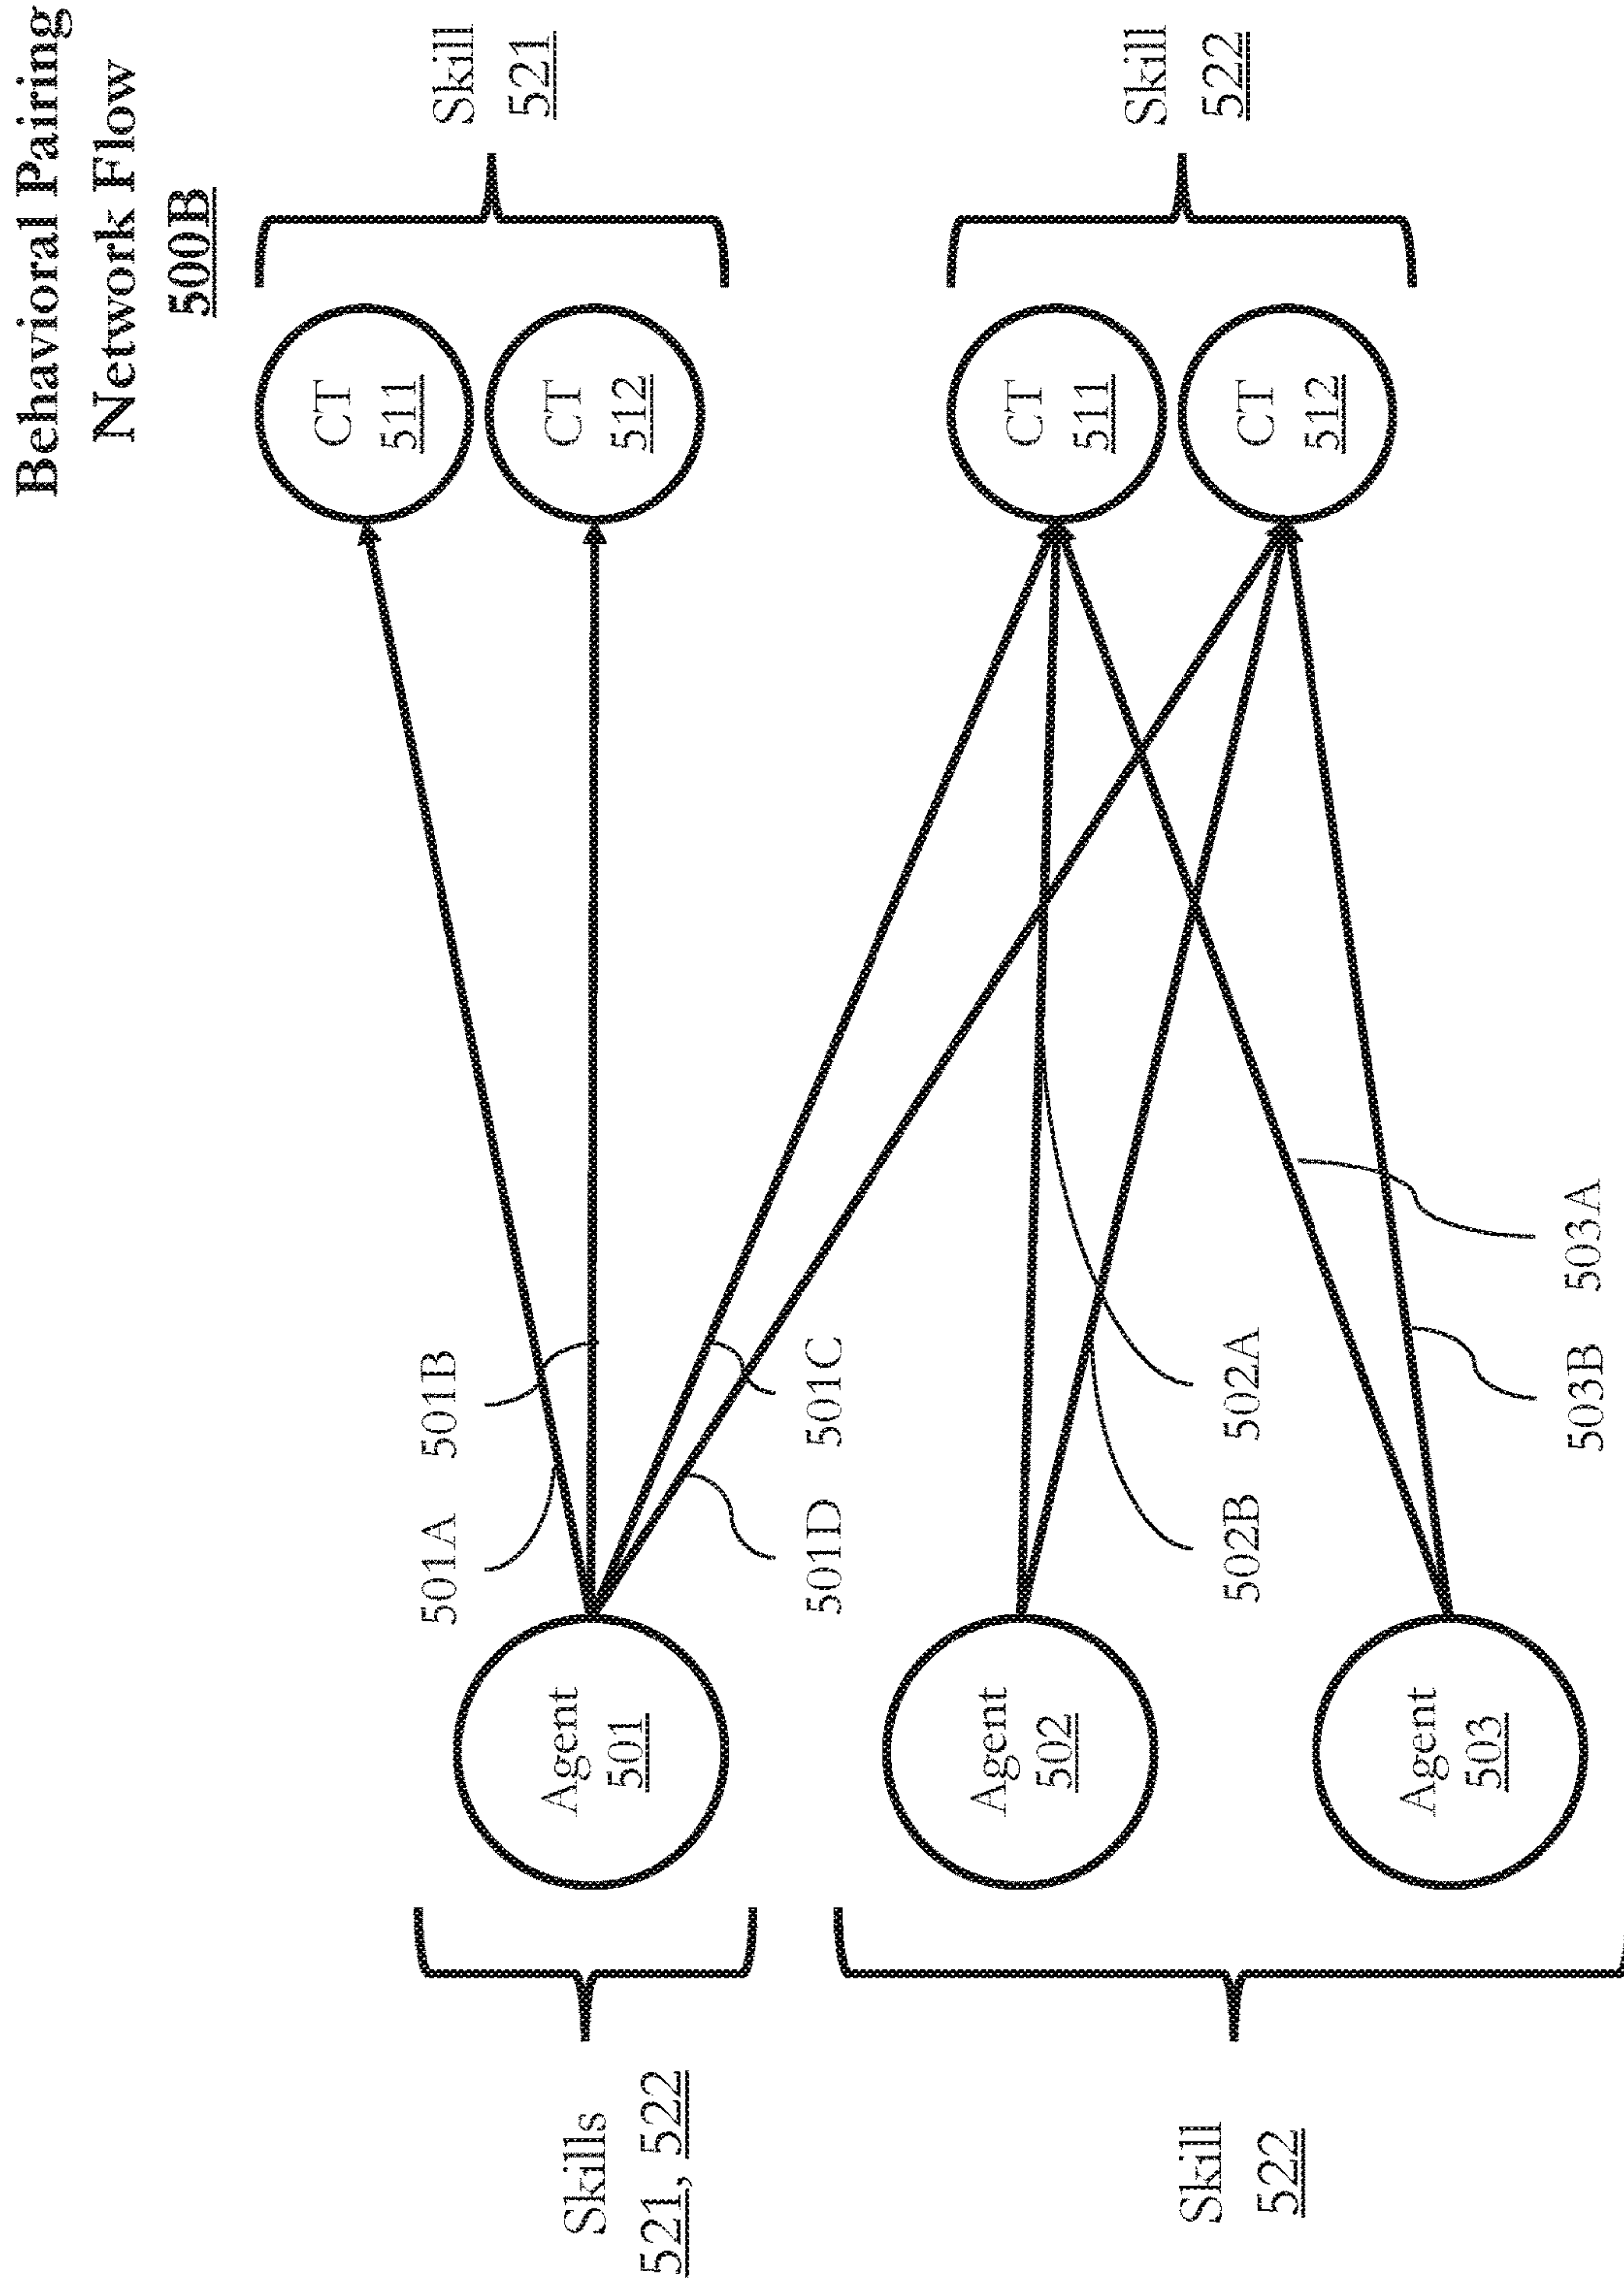 Behavioral Pairing
Network Flow
500B
Skills
521, 522
Skill
522
Agent
501
Agent
502
Agent
503
501A
501B
501D
501C
502B
502A
503B
503A
CT
511
CT
512
CT
511
CT
512
Skill
521
Skill
522